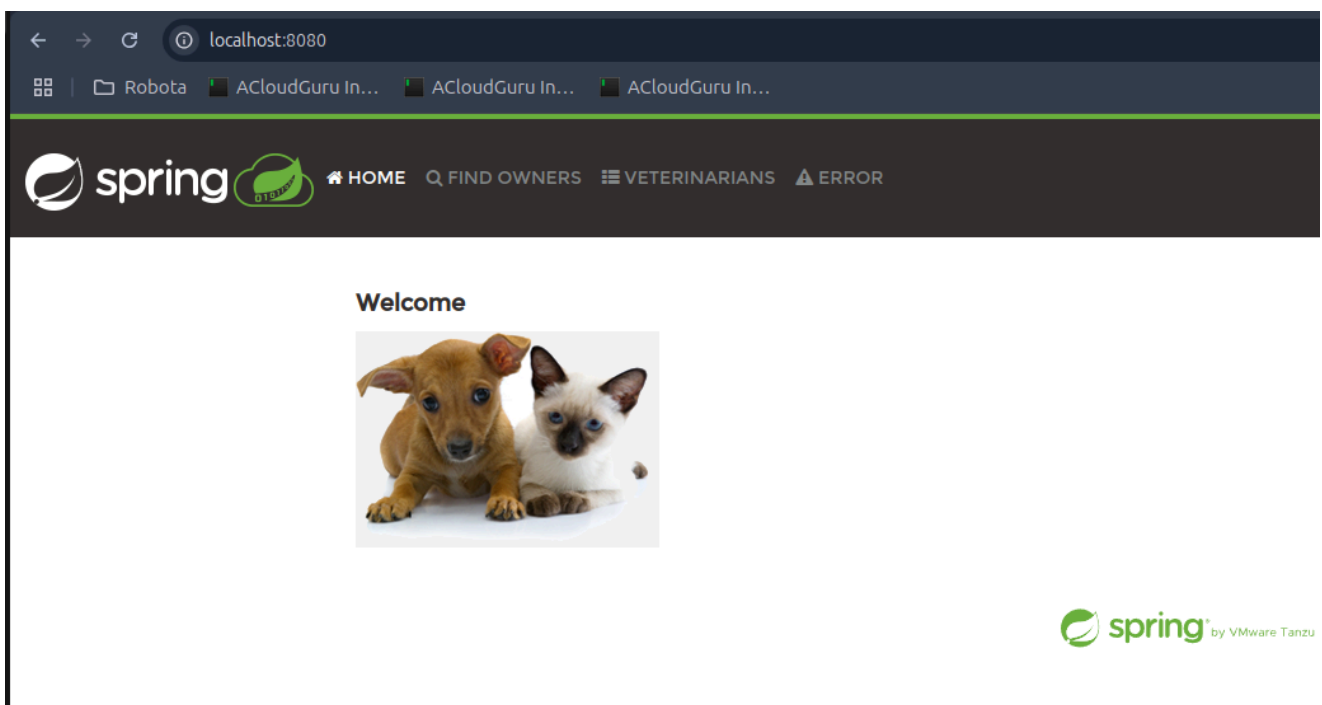 localhost:8080
Robota ACloudGuru In... ACloudGuru In... ACloudGuru In...
spring HOME FIND OWNERS VETERINARIANS ERROR
Welcome
spring by VMware Tanzu